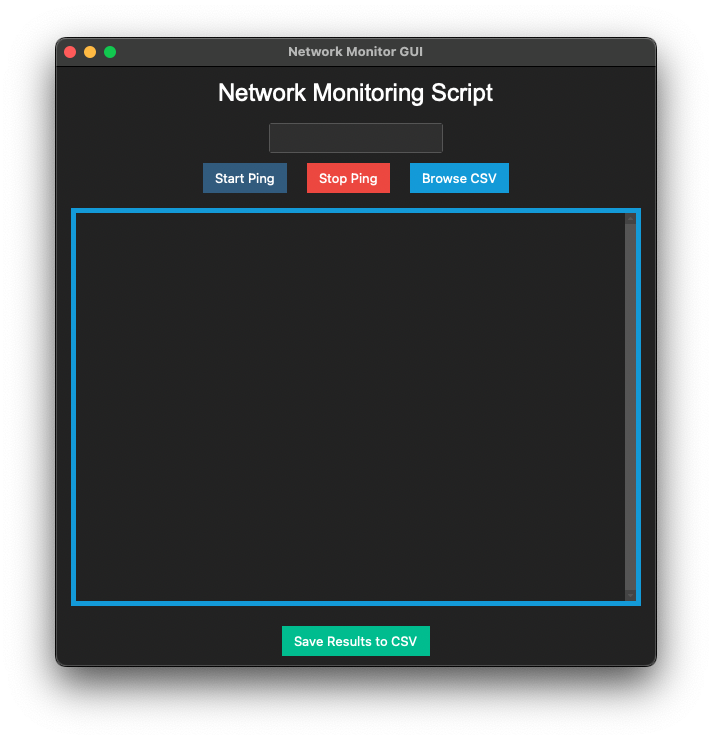 Network Monitor GUI
Network Monitoring Script
Start Ping Stop Ping Browse CSV
Save Results to CSV